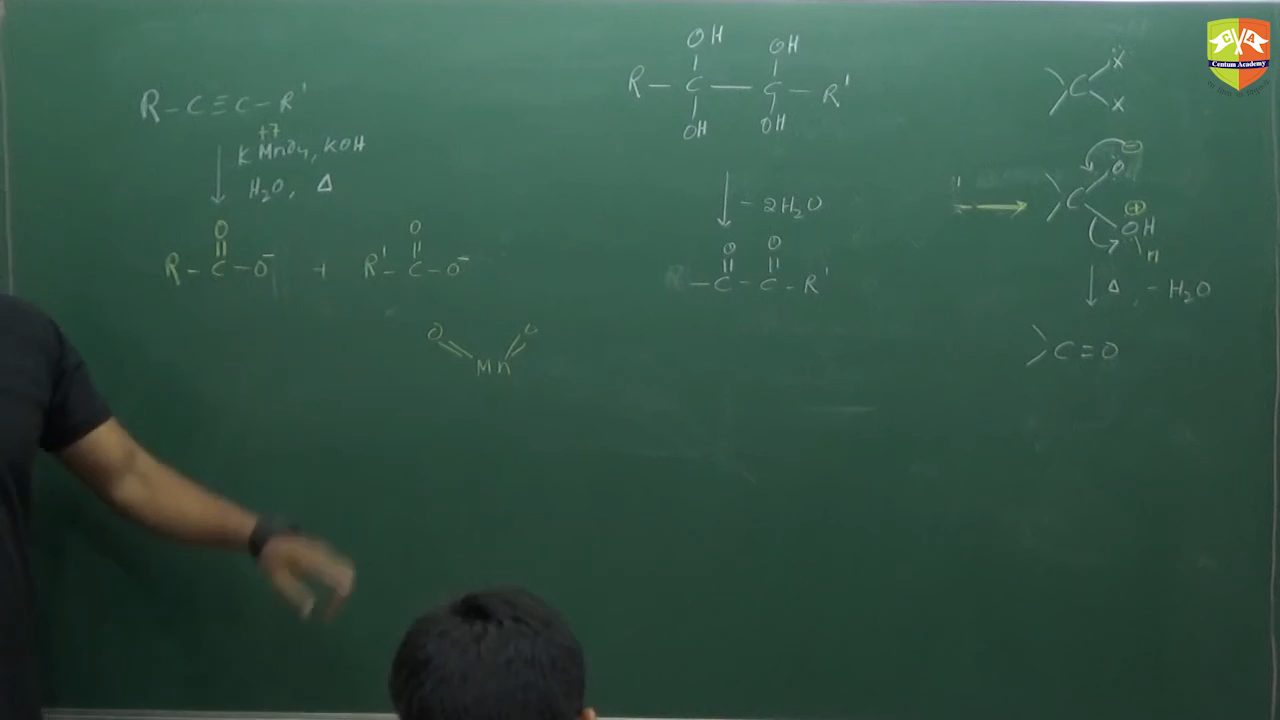 R - C ≡ C - R'
+7
KMnO4, KOH
H2O, Δ
O
R - C - O⁻ + R' - C - O⁻
O
O O
Mn
OH OH
R - C - C - R'
OH OH
- 2H2O
O O
- C - C - R'
X
C
X
⊖
O
C
⊕
OH
H
Δ, - H2O
C = O
C A
Centum Academy